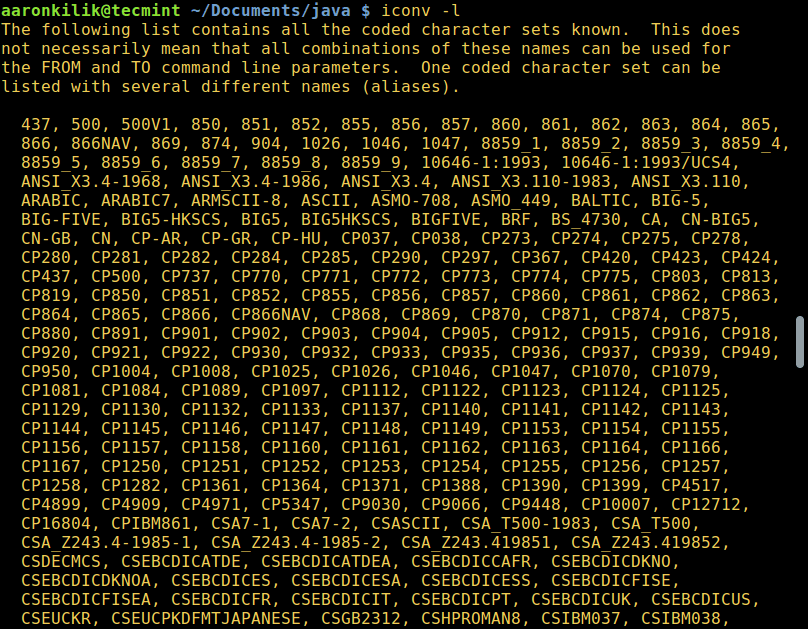 aaronkilik@tecmint ~/Documents/java $ iconv -l
The following list contains all the coded character sets known.  This does
not necessarily mean that all combinations of these names can be used for
the FROM and TO command line parameters.  One coded character set can be
listed with several different names (aliases).

  437, 500, 500V1, 850, 851, 852, 855, 856, 857, 860, 861, 862, 863, 864, 865,
  866, 866NAV, 869, 874, 904, 1026, 1046, 1047, 8859_1, 8859_2, 8859_3, 8859_4,
  8859_5, 8859_6, 8859_7, 8859_8, 8859_9, 10646-1:1993, 10646-1:1993/UCS4,
  ANSI_X3.4-1968, ANSI_X3.4-1986, ANSI_X3.4, ANSI_X3.110-1983, ANSI_X3.110,
  ARABIC, ARABIC7, ARMSCII-8, ASCII, ASMO-708, ASMO_449, BALTIC, BIG-5,
  BIG-FIVE, BIG5-HKSCS, BIG5, BIG5HKSCS, BIGFIVE, BRF, BS_4730, CA, CN-BIG5,
  CN-GB, CN, CP-AR, CP-GR, CP-HU, CP037, CP038, CP273, CP274, CP275, CP278,
  CP280, CP281, CP282, CP284, CP285, CP290, CP297, CP367, CP420, CP423, CP424,
  CP437, CP500, CP737, CP770, CP771, CP772, CP773, CP774, CP775, CP803, CP813,
  CP819, CP850, CP851, CP852, CP855, CP856, CP857, CP860, CP861, CP862, CP863,
  CP864, CP865, CP866, CP866NAV, CP868, CP869, CP870, CP871, CP874, CP875,
  CP880, CP891, CP901, CP902, CP903, CP904, CP905, CP912, CP915, CP916, CP918,
  CP920, CP921, CP922, CP930, CP932, CP933, CP935, CP936, CP937, CP939, CP949,
  CP950, CP1004, CP1008, CP1025, CP1026, CP1046, CP1047, CP1070, CP1079,
  CP1081, CP1084, CP1089, CP1097, CP1112, CP1122, CP1123, CP1124, CP1125,
  CP1129, CP1130, CP1132, CP1133, CP1137, CP1140, CP1141, CP1142, CP1143,
  CP1144, CP1145, CP1146, CP1147, CP1148, CP1149, CP1153, CP1154, CP1155,
  CP1156, CP1157, CP1158, CP1160, CP1161, CP1162, CP1163, CP1164, CP1166,
  CP1167, CP1250, CP1251, CP1252, CP1253, CP1254, CP1255, CP1256, CP1257,
  CP1258, CP1282, CP1361, CP1364, CP1371, CP1388, CP1390, CP1399, CP4517,
  CP4899, CP4909, CP4971, CP5347, CP9030, CP9066, CP9448, CP10007, CP12712,
  CP16804, CPIBM861, CSA7-1, CSA7-2, CSASCII, CSA_T500-1983, CSA_T500,
  CSA_Z243.4-1985-1, CSA_Z243.4-1985-2, CSA_Z243.419851, CSA_Z243.419852,
  CSDECMCS, CSEBCDICATDE, CSEBCDICATDEA, CSEBCDICCAFR, CSEBCDICDKNO,
  CSEBCDICDKNOA, CSEBCDICES, CSEBCDICESA, CSEBCDICESS, CSEBCDICFISE,
  CSEBCDICFISEA, CSEBCDICFR, CSEBCDICIT, CSEBCDICPT, CSEBCDICUK, CSEBCDICUS,
  CSEUCKR, CSEUCPKDFMTJAPANESE, CSGB2312, CSHPROMAN8, CSIBM037, CSIBM038,